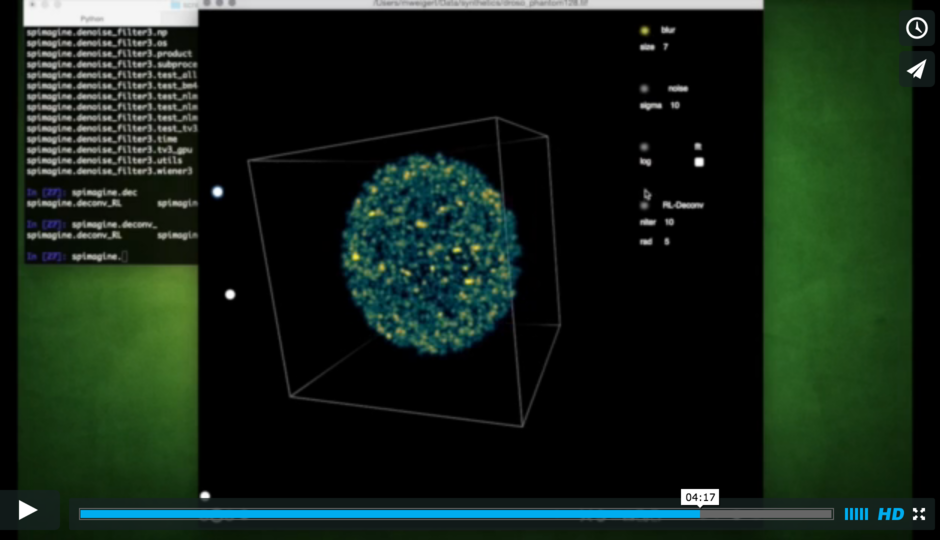 Python
/Users/mweigert/Data/synthetics/droso_phantom128.tif
spimagine.denoise_filter3.np
spimagine.denoise_filter3.os
spimagine.denoise_filter3.product
spimagine.denoise_filter3.subproce
spimagine.denoise_filter3.test_all
spimagine.denoise_filter3.test_bm4
spimagine.denoise_filter3.test_nlm
spimagine.denoise_filter3.test_nlm
spimagine.denoise_filter3.test_nlm
spimagine.denoise_filter3.test_tv3
spimagine.denoise_filter3.time
spimagine.denoise_filter3.tv3_gpu
spimagine.denoise_filter3.utils
spimagine.denoise_filter3.wiener3
In [27]: spimagine.dec
spimagine.deconv_RL spimagin
In [27]: spimagine.deconv_
spimagine.deconv_RL spimagin
In [27]: spimagine.
blur
size 7
noise
sigma 10
fft
log
RL-Deconv
niter 10
rad 5
04:17
HD